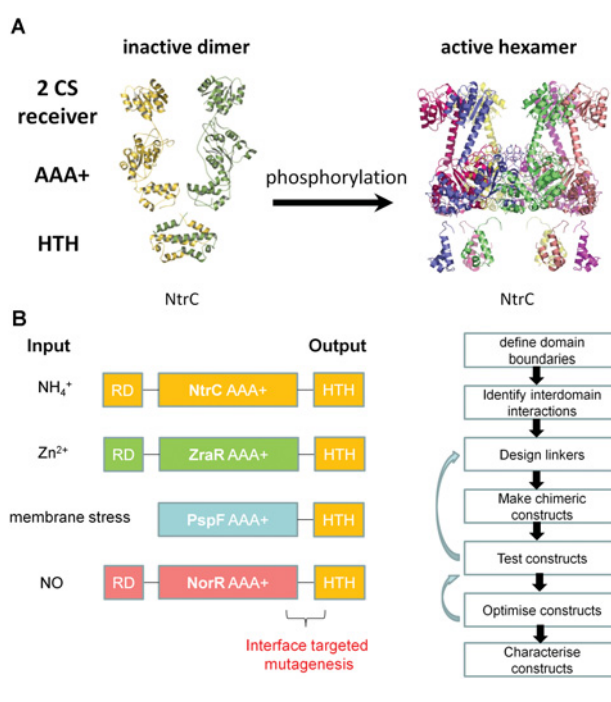 A
inactive dimer
active hexamer
2 CS
receiver
AAA+
HTH
phosphorylation
NtrC
NtrC
B
Input
Output
NH₄⁺
RD
NtrC AAA+
HTH
Zn²⁺
RD
ZraR AAA+
HTH
membrane stress
PspF AAA+
HTH
NO
RD
NorR AAA+
HTH
Interface targeted
mutagenesis
define domain
boundaries
Identify interdomain
interactions
Design linkers
Make chimeric
constructs
Test constructs
Optimise constructs
Characterise
constructs